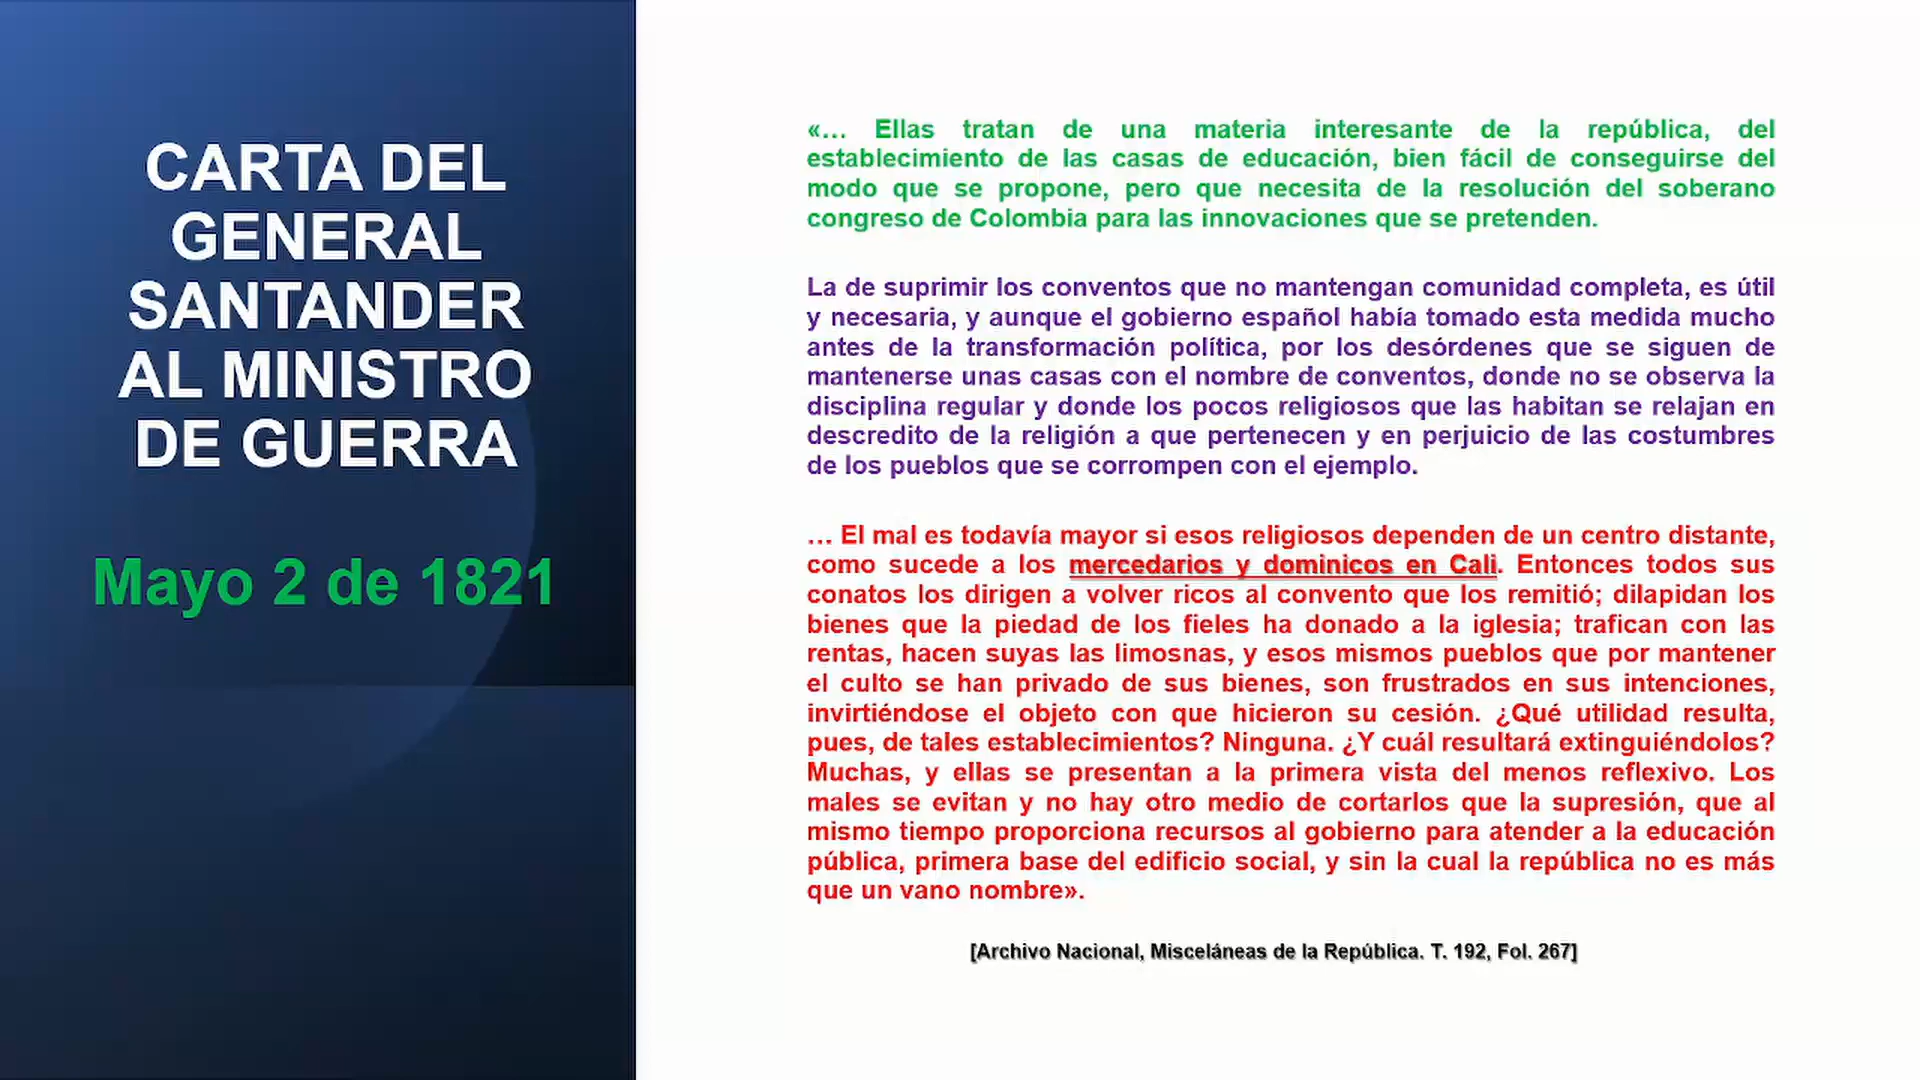 CARTA DEL
GENERAL
SANTANDER
AL MINISTRO
DE GUERRA
Mayo 2 de 1821
«… Ellas tratan de una materia interesante de la república, del
establecimiento de las casas de educación, bien fácil de conseguirse del
modo que se propone, pero que necesita de la resolución del soberano
congreso de Colombia para las innovaciones que se pretenden.
La de suprimir los conventos que no mantengan comunidad completa, es útil
y necesaria, y aunque el gobierno español había tomado esta medida mucho
antes de la transformación política, por los desórdenes que se siguen de
mantenerse unas casas con el nombre de conventos, donde no se observa la
disciplina regular y donde los pocos religiosos que las habitan se relajan en
descredito de la religión a que pertenecen y en perjuicio de las costumbres
de los pueblos que se corrompen con el ejemplo.
… El mal es todavía mayor si esos religiosos dependen de un centro distante,
como sucede a los mercedarios y dominicos en Cali. Entonces todos sus
conatos los dirigen a volver ricos al convento que los remitió; dilapidan los
bienes que la piedad de los fieles ha donado a la iglesia; trafican con las
rentas, hacen suyas las limosnas, y esos mismos pueblos que por mantener
el culto se han privado de sus bienes, son frustrados en sus intenciones,
invirtiéndose el objeto con que hicieron su cesión. ¿Qué utilidad resulta,
pues, de tales establecimientos? Ninguna. ¿Y cuál resultará extinguiéndolos?
Muchas, y ellas se presentan a la primera vista del menos reflexivo. Los
males se evitan y no hay otro medio de cortarlos que la supresión, que al
mismo tiempo proporciona recursos al gobierno para atender a la educación
pública, primera base del edificio social, y sin la cual la república no es más
que un vano nombre».
[Archivo Nacional, Misceláneas de la República. T. 192, Fol. 267]